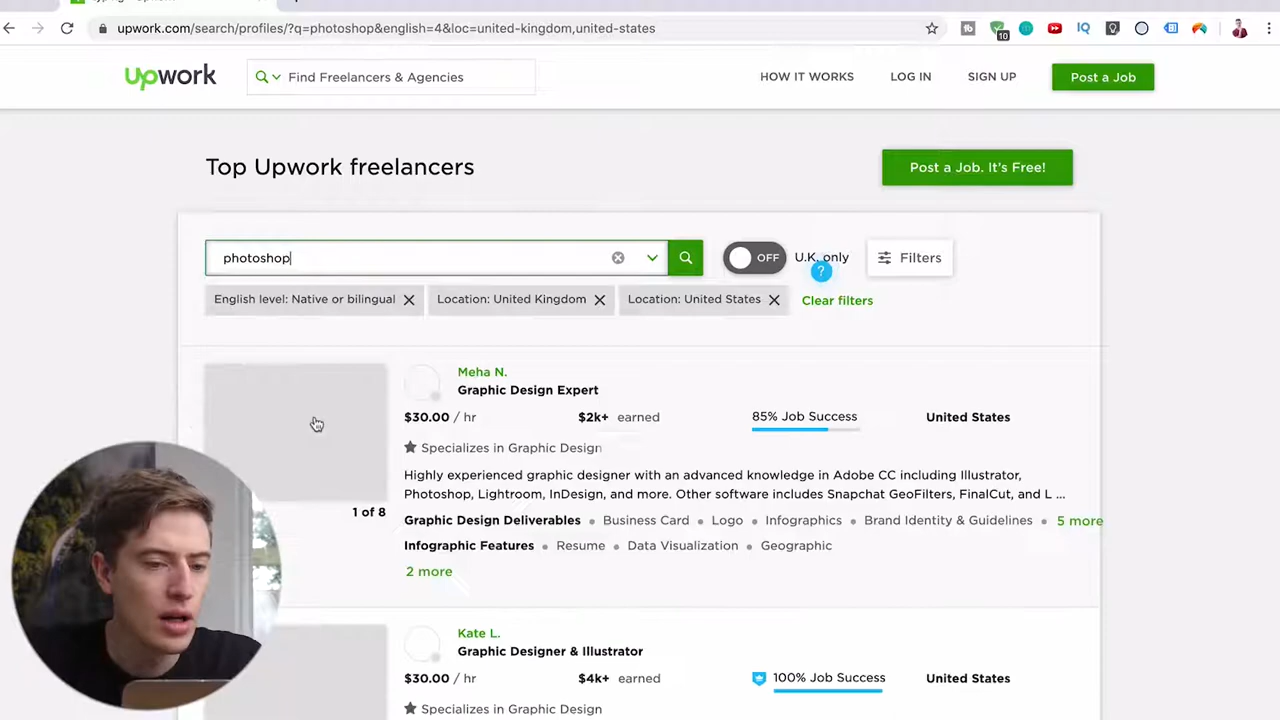 upwork.com/search/profiles/?q=photoshop&english=4&loc=united-kingdom,united-states
10
IQ
upwork
Find Freelancers & Agencies
HOW IT WORKS
LOG IN
SIGN UP
Post a Job
Top Upwork freelancers
Post a Job. It's Free!
photoshop
OFF
U.K. only
?
Filters
English level: Native or bilingual
Location: United Kingdom
Location: United States
Clear filters
Meha N.
Graphic Design Expert
$30.00 / hr
$2k+ earned
85% Job Success
United States
Specializes in Graphic Design
Highly experienced graphic designer with an advanced knowledge in Adobe CC including Illustrator,
Photoshop, Lightroom, InDesign, and more. Other software includes Snapchat GeoFilters, FinalCut, and L ...
1 of 8
Graphic Design Deliverables • Business Card • Logo • Infographics • Brand Identity & Guidelines • 5 more
Infographic Features • Resume • Data Visualization • Geographic
2 more
Kate L.
Graphic Designer & Illustrator
$30.00 / hr
$4k+ earned
100% Job Success
United States
Specializes in Graphic Design